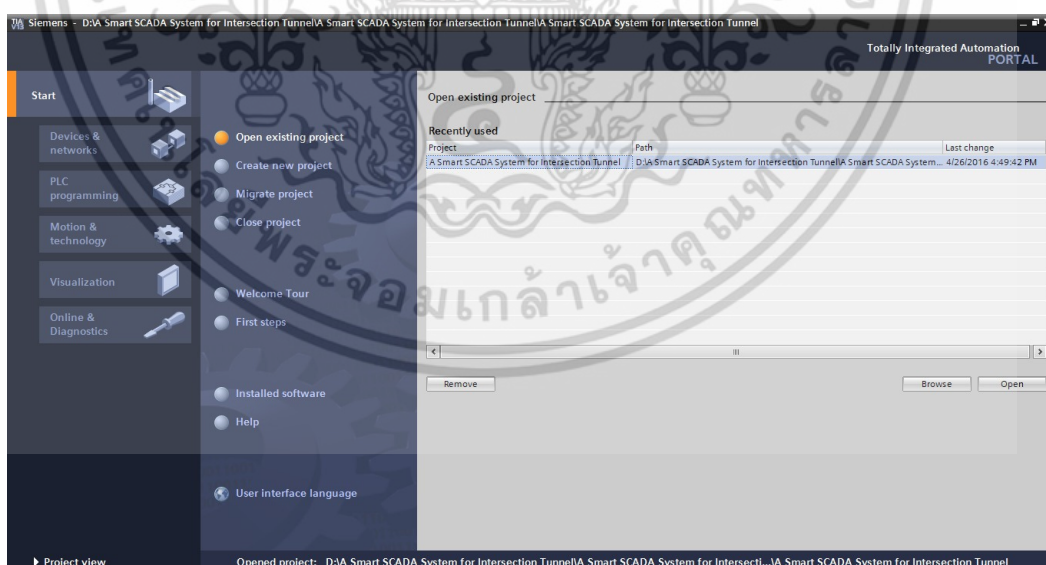 Siemens - D:\A Smart SCADA System for Intersection Tunnel\A Smart SCADA System for Intersection Tunnel\A Smart SCADA System for Intersection Tunnel
Totally Integrated Automation
PORTAL
Start
Devices &
networks
PLC
programming
Motion &
technology
Visualization
Online &
Diagnostics
Open existing project
Create new project
Migrate project
Close project
Welcome Tour
First steps
Installed software
Help
User interface language
Open existing project
Recently used
Project Path Last change
A Smart SCADA System for Intersection Tunnel D:\A Smart SCADA System for Intersection Tunnel\A Smart SCADA System... 4/26/2016 4:49:42 PM
Remove Browse Open
Project view
Opened project: D:\A Smart SCADA System for Intersection Tunnel\A Smart SCADA System for Intersecti...\A Smart SCADA System for Intersection Tunnel